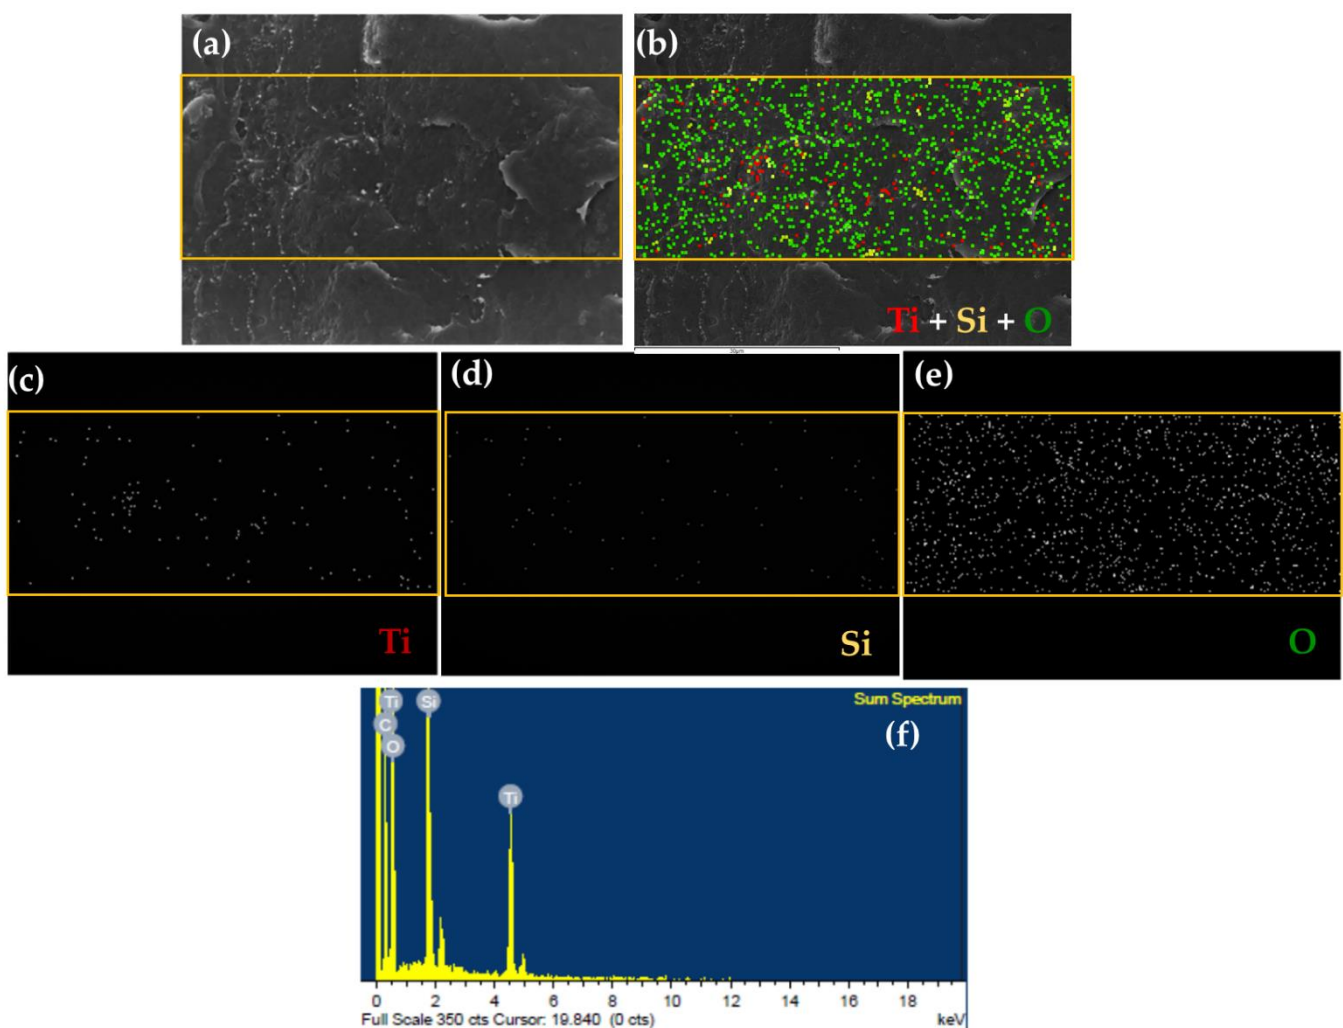 (a)
(b)
Ti + Si + O
30µm
(c)
(d)
(e)
Ti
Si
O
Ti
Si
C
O
Ti
Sum Spectrum
(f)
0 2 4 6 8 10 12 14 16 18
Full Scale 350 cts Cursor: 19.840 (0 cts)
keV